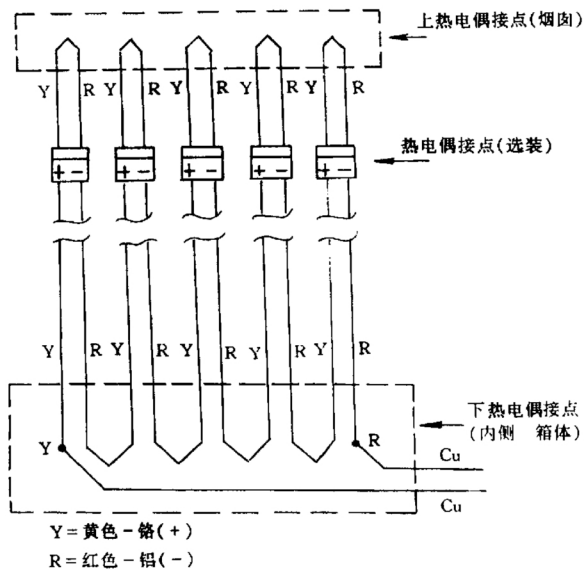 上热电偶接点(烟囱)
Y R Y R Y R Y R Y R
热电偶接点(选装)
+ - + - + - + - + -
Y R Y R Y R Y R Y R
下热电偶接点
(内侧 箱体)
Y R
Cu
Cu
Y=黄色-铬(+)
R=红色-铝(-)